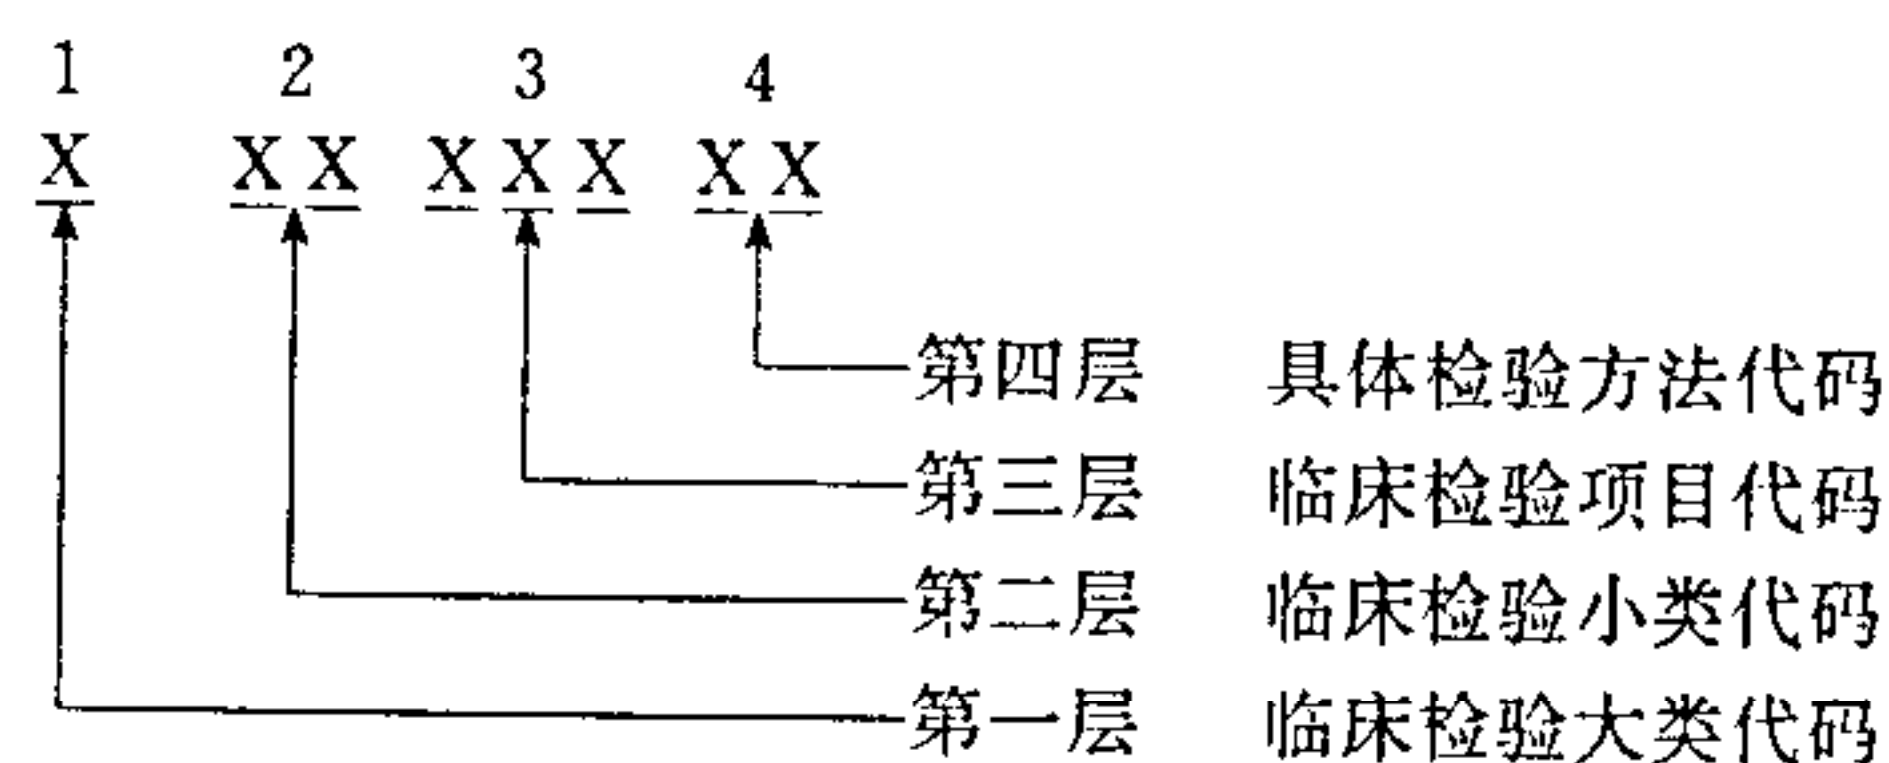 1 2 3 4
X XX XXX XX
第四层 具体检验方法代码
第三层 临床检验项目代码
第二层 临床检验小类代码
第一层 临床检验大类代码